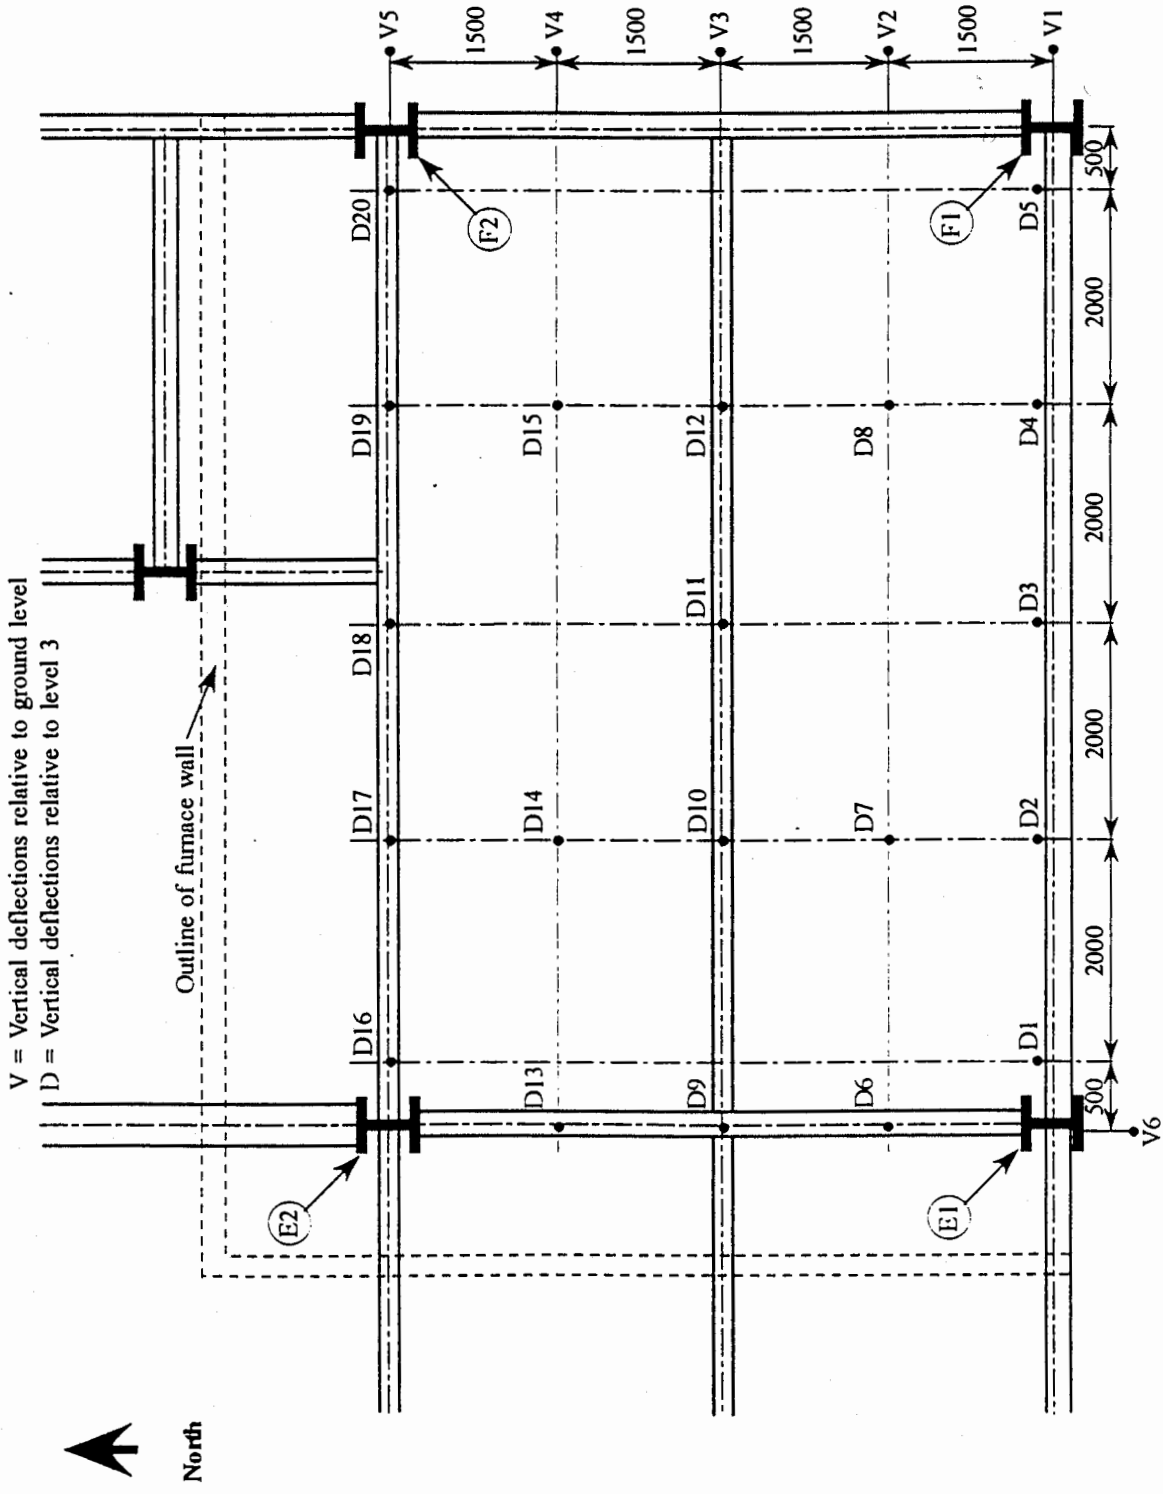 V = Vertical deflections relative to ground level
D = Vertical deflections relative to level 3
North
Outline of furnace wall
E2
D16
D17
D18
D19
D20
F2
V5
1500
D13
D14
D15
V4
1500
D9
D10
D11
D12
V3
1500
D6
D7
D8
V2
1500
E1
D1
D2
D3
D4
D5
F1
V1
V6
500
2000
2000
2000
2000
500